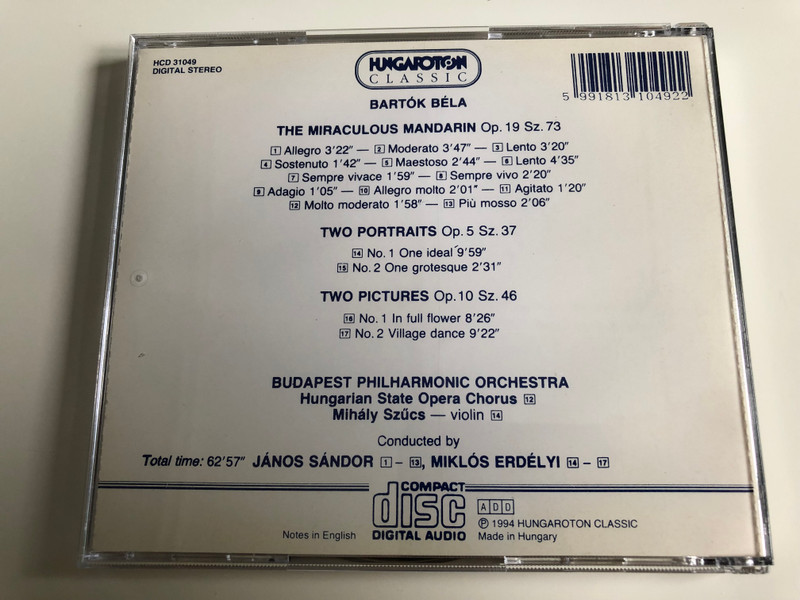 HCD 31049
DIGITAL STEREO
HUNGAROTON
CLASSIC
5 991813 104922
BARTÓK BÉLA
THE MIRACULOUS MANDARIN Op. 19 Sz. 73
1 Allegro 3’22” — 2 Moderato 3’47” — 3 Lento 3’20”
4 Sostenuto 1’42” — 5 Maestoso 2’44” — 6 Lento 4’35”
7 Sempre vivace 1’59” — 8 Sempre vivo 2’20”
9 Adagio 1’05” — 10 Allegro molto 2’01” — 11 Agitato 1’20”
12 Molto moderato 1’58” — 13 Più mosso 2’06”
TWO PORTRAITS Op. 5 Sz. 37
14 No. 1 One ideal 9’59”
15 No. 2 One grotesque 2’31”
TWO PICTURES Op. 10 Sz. 46
16 No. 1 In full flower 8’26”
17 No. 2 Village dance 9’22”
BUDAPEST PHILHARMONIC ORCHESTRA
Hungarian State Opera Chorus 12
Mihály Szűcs — violin 14
Conducted by
Total time: 62’57” JÁNOS SÁNDOR 1 – 13, MIKLÓS ERDÉLYI 14 – 17
COMPACT
disc
DIGITAL AUDIO
ADD
Notes in English
℗ 1994 HUNGAROTON CLASSIC
Made in Hungary